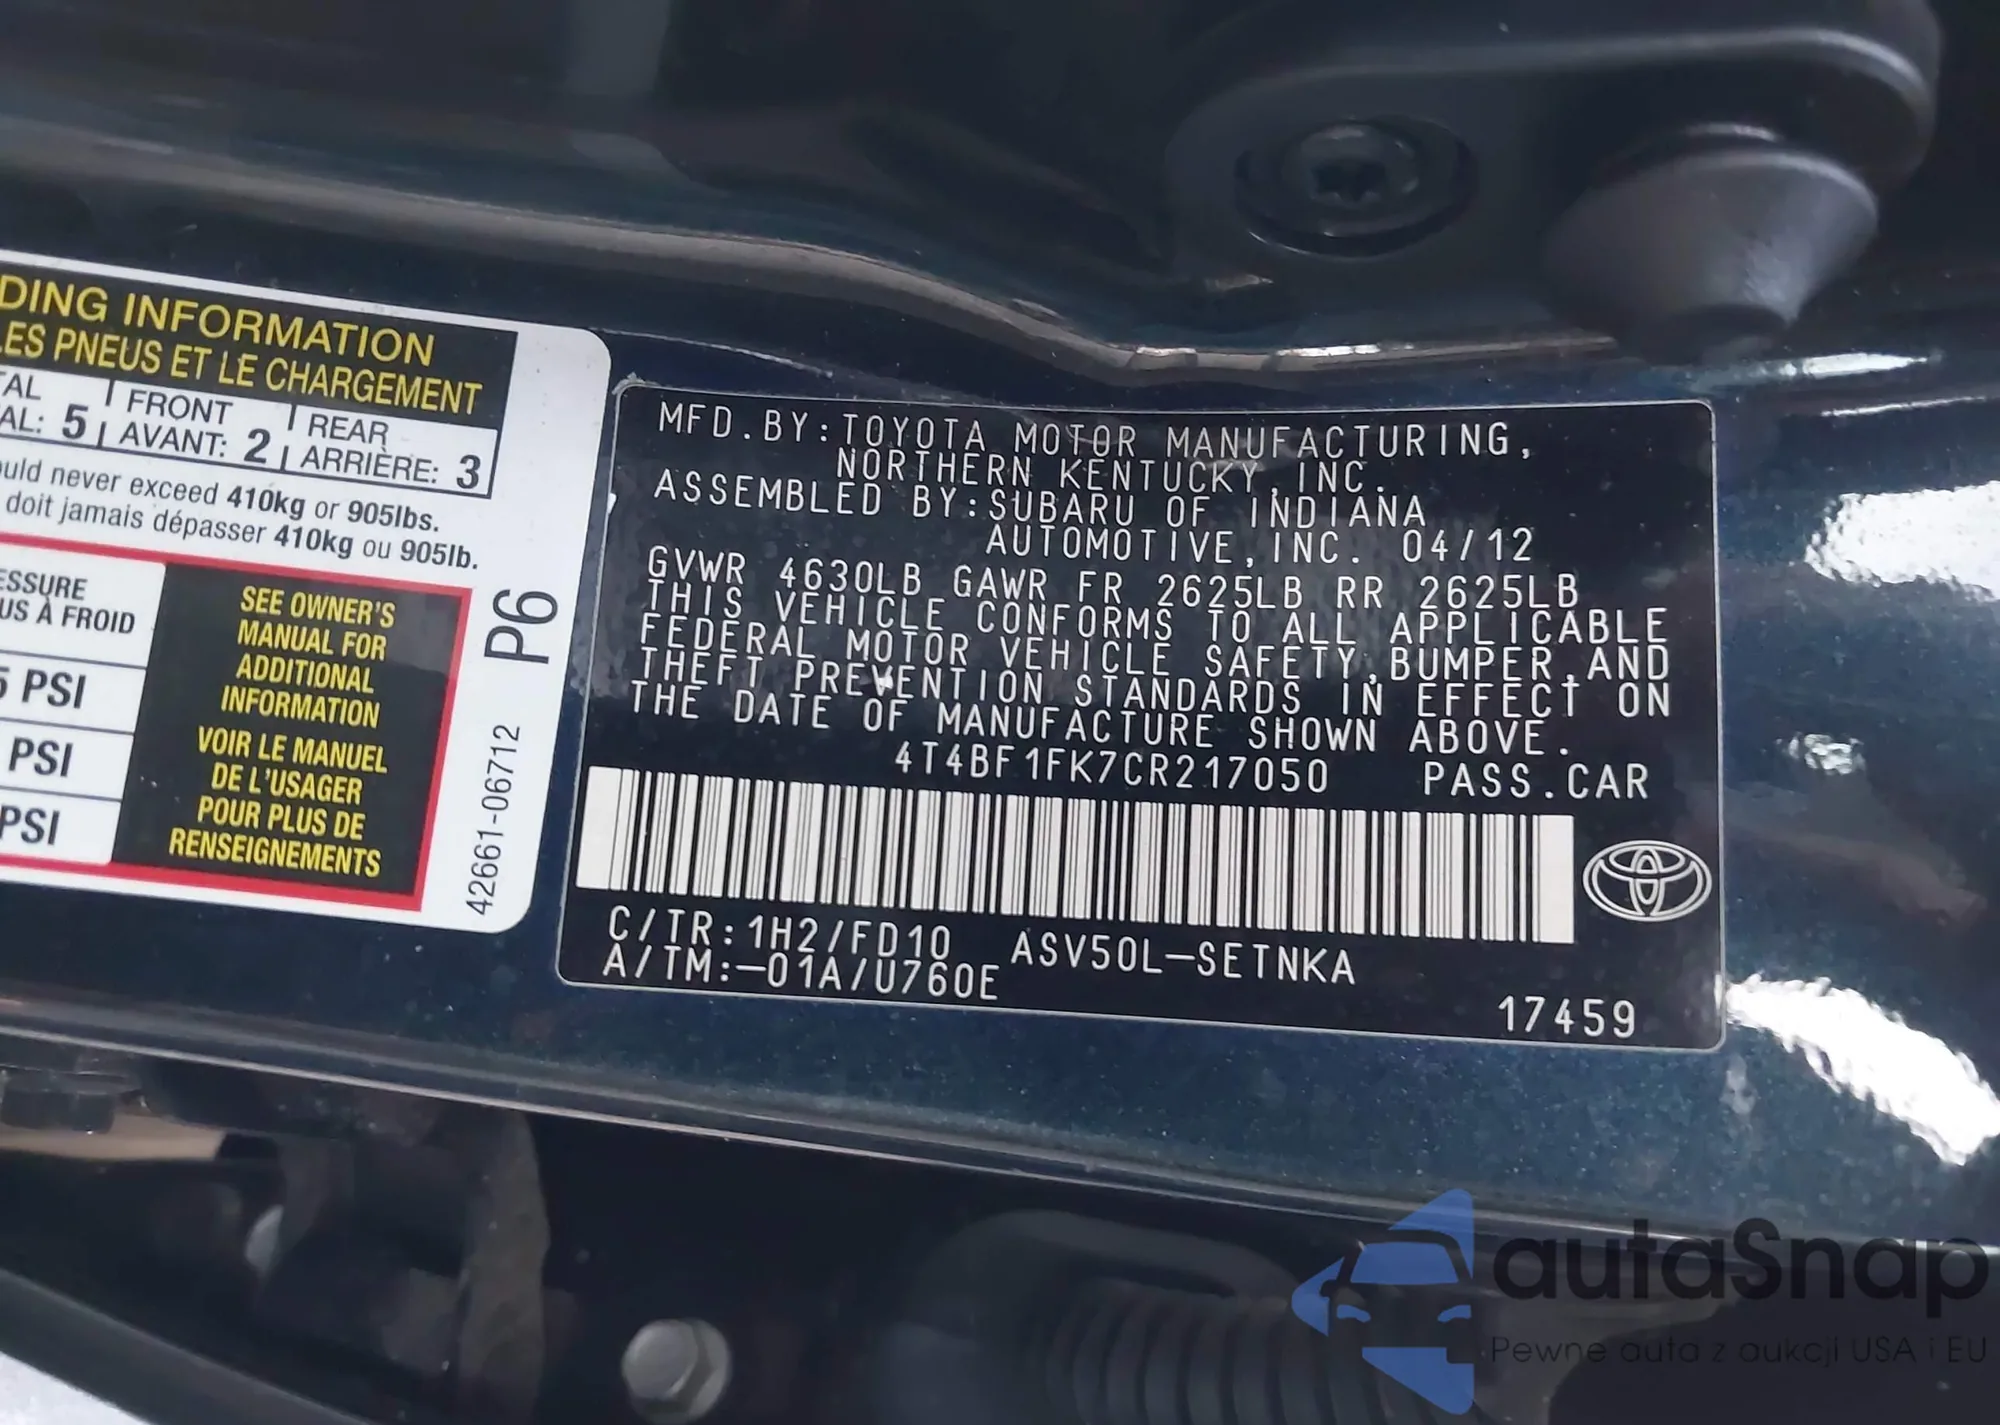 DING INFORMATION
LES PNEUS ET LE CHARGEMENT
TAL
AL: 5
FRONT
AVANT: 2
REAR
ARRIÈRE: 3
ould never exceed 410kg or 905lbs.
doit jamais dépasser 410kg ou 905lb.
ESSURE
US À FROID
5 PSI
PSI
PSI
SEE OWNER'S
MANUAL FOR
ADDITIONAL
INFORMATION
VOIR LE MANUEL
DE L'USAGER
POUR PLUS DE
RENSEIGNEMENTS
P6
42661-06712
MFD.BY:TOYOTA MOTOR MANUFACTURING,
NORTHERN KENTUCKY,INC.
ASSEMBLED BY:SUBARU OF INDIANA
AUTOMOTIVE,INC. 04/12
GVWR 4630LB GAWR FR 2625LB RR 2625LB
THIS VEHICLE CONFORMS TO ALL APPLICABLE
FEDERAL MOTOR VEHICLE SAFETY,BUMPER,AND
THEFT PREVENTION STANDARDS IN EFFECT ON
THE DATE OF MANUFACTURE SHOWN ABOVE.
4T4BF1FK7CR217050 PASS.CAR
C/TR:1H2/FD10 ASV50L-SETNKA
A/TM:-01A/U760E
17459
autaSnap
Pewne auta z aukcji USA i EU